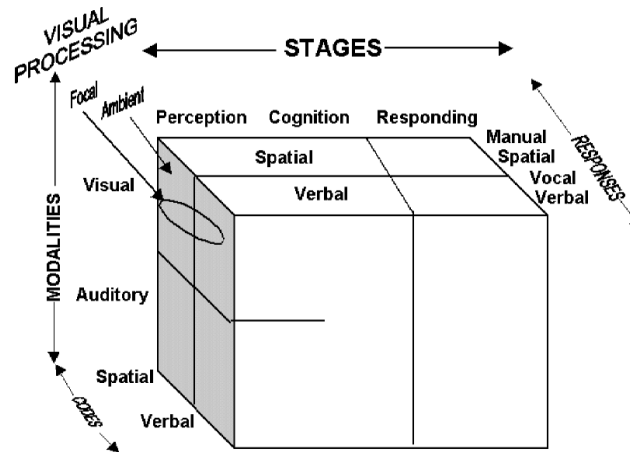 VISUAL
PROCESSING
STAGES
Focal
Ambient
Perception Cognition Responding
Manual
Spatial
Vocal
Verbal
RESPONSES
Spatial
Verbal
Visual
MODALITIES
Auditory
Spatial
Verbal
CODES